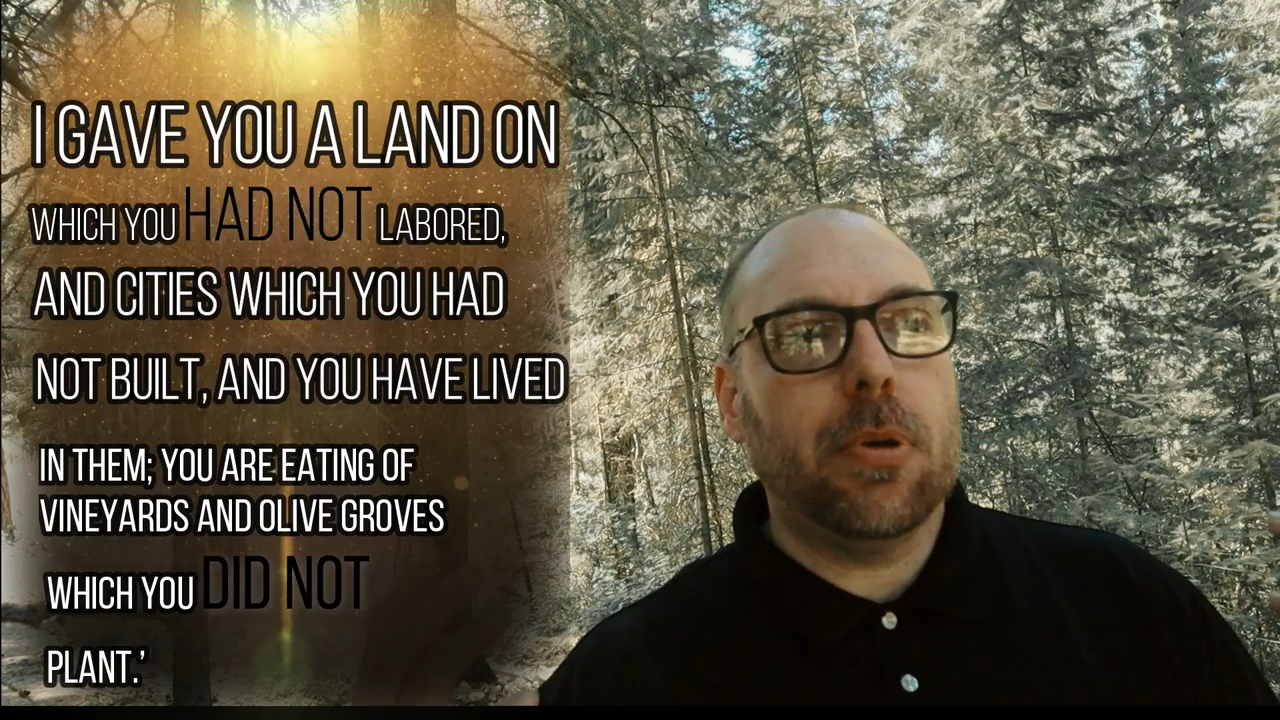 I GAVE YOU A LAND ON
WHICH YOU HAD NOT LABORED,
AND CITIES WHICH YOU HAD
NOT BUILT, AND YOU HAVE LIVED
IN THEM; YOU ARE EATING OF
VINEYARDS AND OLIVE GROVES
WHICH YOU DID NOT
PLANT.’